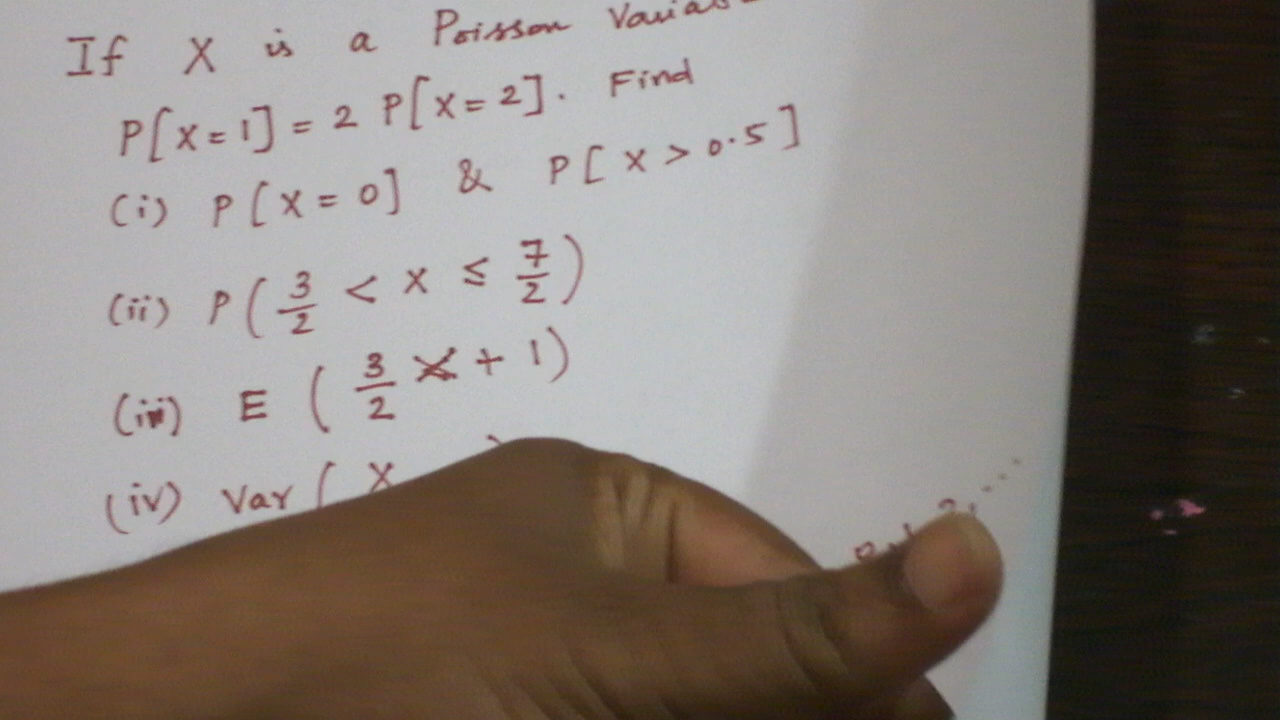 If X is a Poisson
P[X=1] = 2 P[X=2]. Find
(i) P[X=0] & P[X > 0.5]
(ii) P(3/2 < X ≤ 7/2)
(iii) E (3/2 X + 1)
(iv) Var ( X